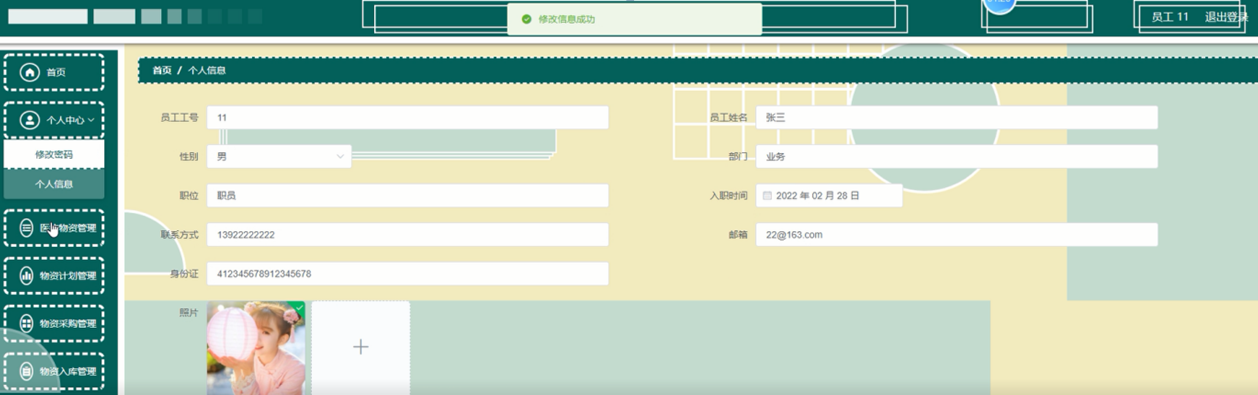 修改信息成功
员工 11 退出登录
首页
首页 / 个人信息
个人中心
修改密码
个人信息
物资管理
物资计划管理
物资采购管理
物资入库管理
员工工号 11
员工姓名 张三
性别 男
部门 业务
职位 职员
入职时间 2022 年 02 月 28 日
联系方式 13922222222
邮箱 22@163.com
身份证 412345678912345678
照片